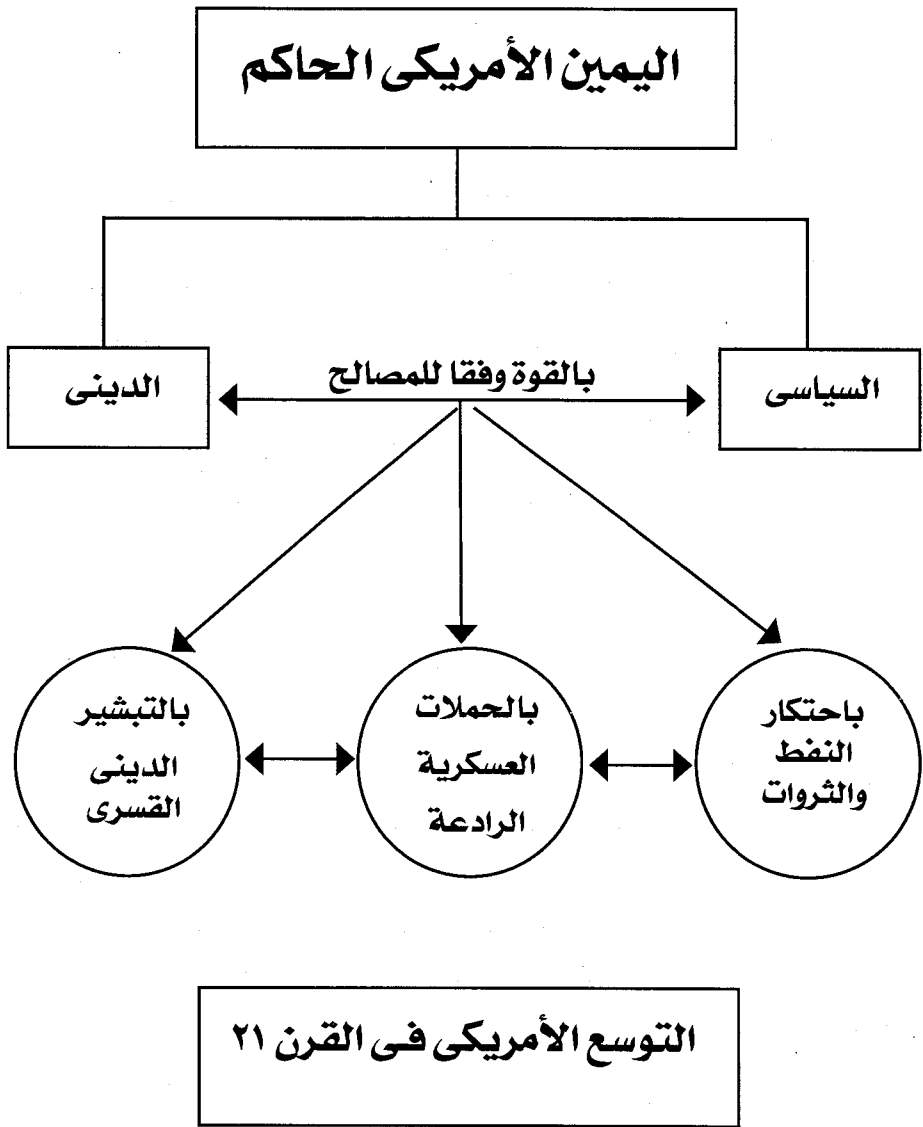 اليمين الأمريكى الحاكم
السياسى
بالقوة وفقا للمصالح
الدينى
باحتكار
النفط
والثروات
بالحملات
العسكرية
الرادعة
بالتبشير
الدينى
القسرى
التوسع الأمريكى فى القرن ٢١